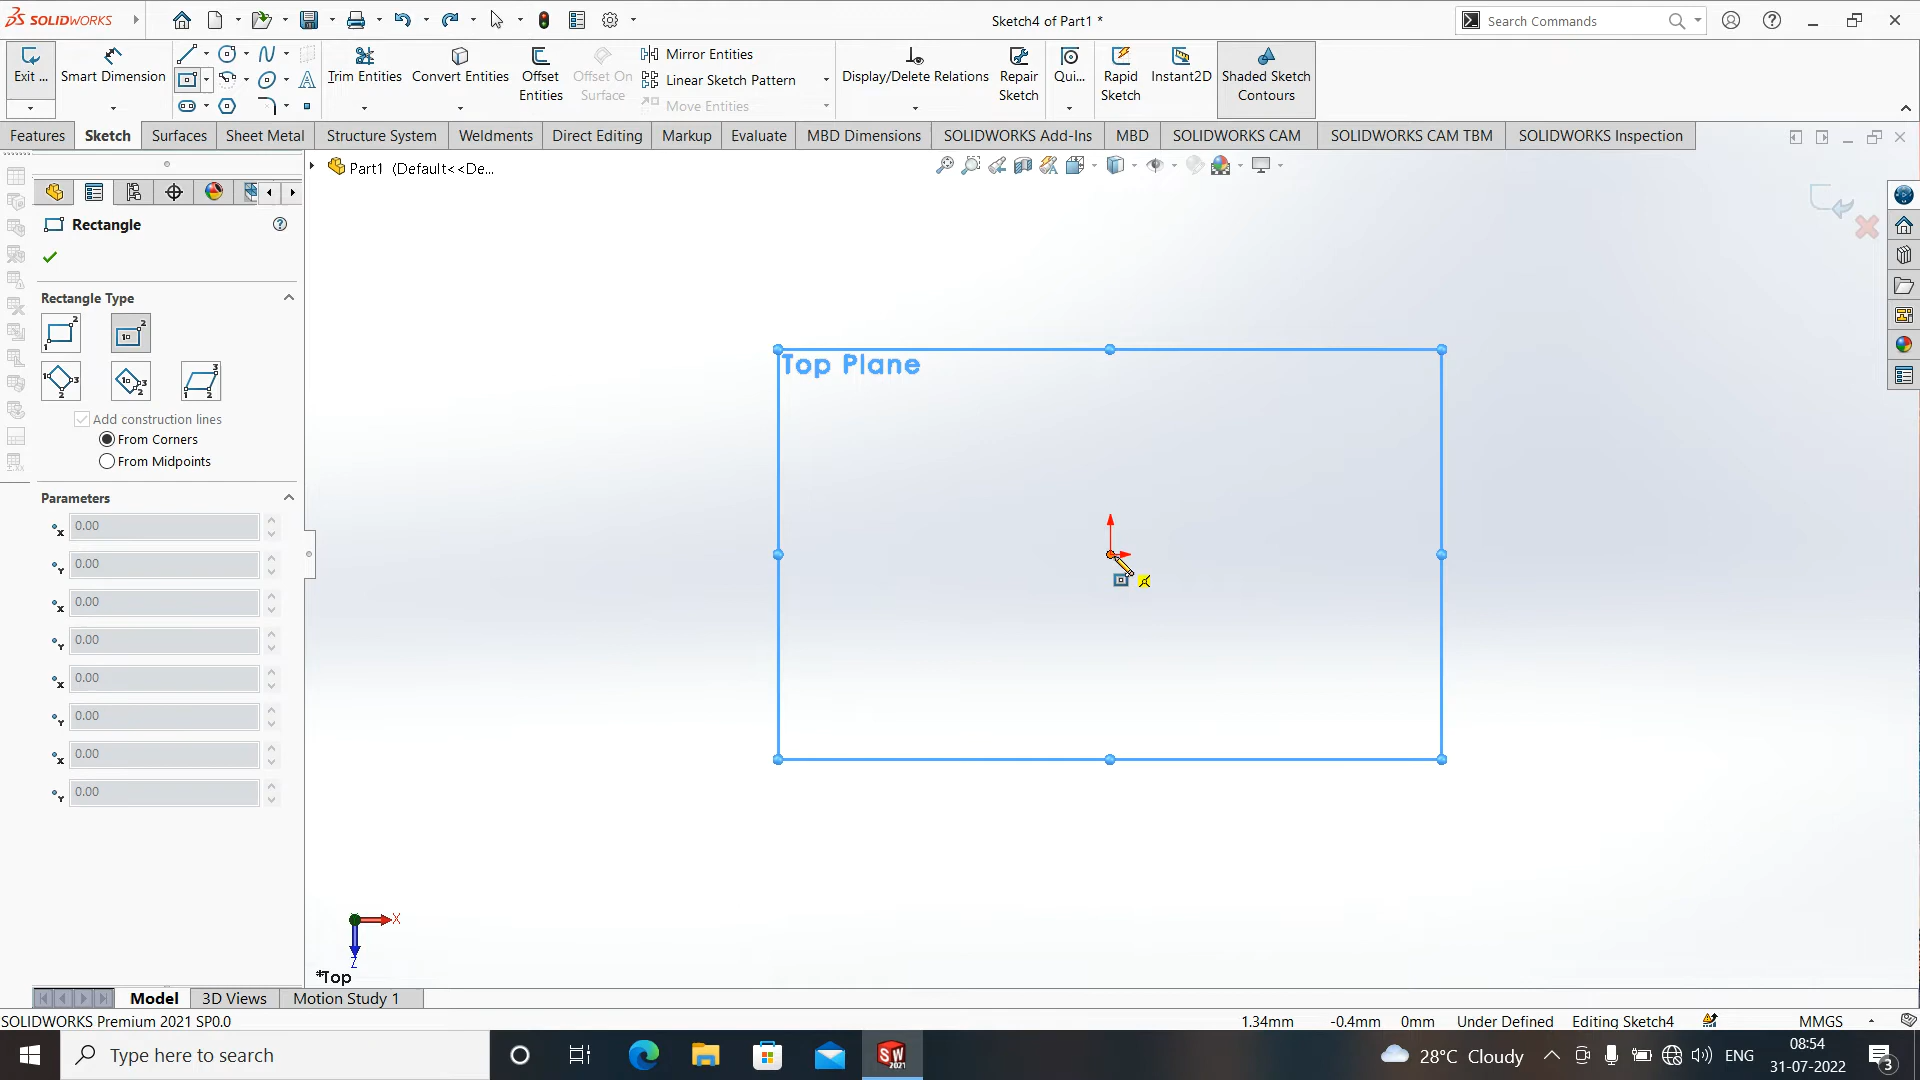 SOLIDWORKS
Sketch4 of Part1 *
Search Commands
Exit ...
Smart Dimension
Trim Entities
Convert Entities
Offset
Entities
Offset On
Surface
Mirror Entities
Linear Sketch Pattern
Move Entities
Display/Delete Relations
Repair
Sketch
Qui...
Rapid
Sketch
Instant2D
Shaded Sketch
Contours
Features
Sketch
Surfaces
Sheet Metal
Structure System
Weldments
Direct Editing
Markup
Evaluate
MBD Dimensions
SOLIDWORKS Add-Ins
MBD
SOLIDWORKS CAM
SOLIDWORKS CAM TBM
SOLIDWORKS Inspection
Part1 (Default<<De...
Rectangle
Rectangle Type
Add construction lines
From Corners
From Midpoints
Parameters
x 0.00
Y 0.00
x 0.00
Y 0.00
x 0.00
Y 0.00
x 0.00
Y 0.00
Top Plane
X
Z
*Top
Model
3D Views
Motion Study 1
SOLIDWORKS Premium 2021 SP0.0
1.34mm
-0.4mm
0mm
Under Defined
Editing Sketch4
MMGS
Type here to search
SW
2021
28°C Cloudy
ENG
08:54
31-07-2022
3